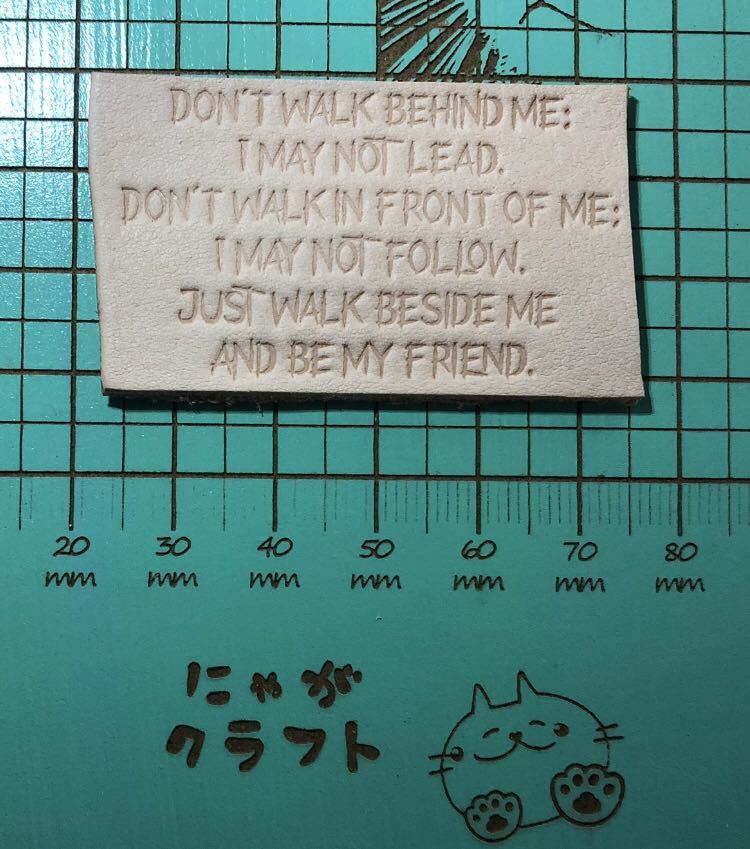 DON'T WALK BEHIND ME:
I MAY NOT LEAD.
DON'T WALK IN FRONT OF ME:
I MAY NOT FOLLOW.
JUST WALK BESIDE ME
AND BE MY FRIEND.
20 30 40 50 60 70 80
mm mm mm mm mm mm mm
にゃが
クラフト